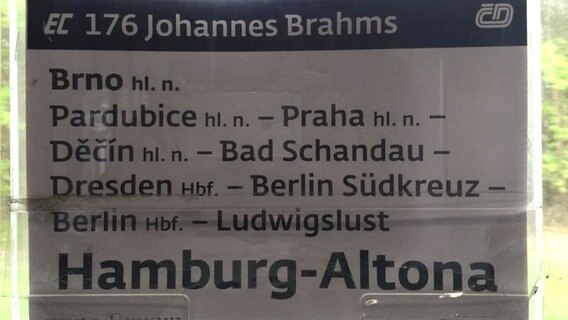 EC 176 Johannes Brahms ČD
Brno hl. n.
Pardubice hl. n. – Praha hl. n. –
Děčín hl. n. – Bad Schandau –
Dresden Hbf. – Berlin Südkreuz –
Berlin Hbf. – Ludwigslust
Hamburg-Altona